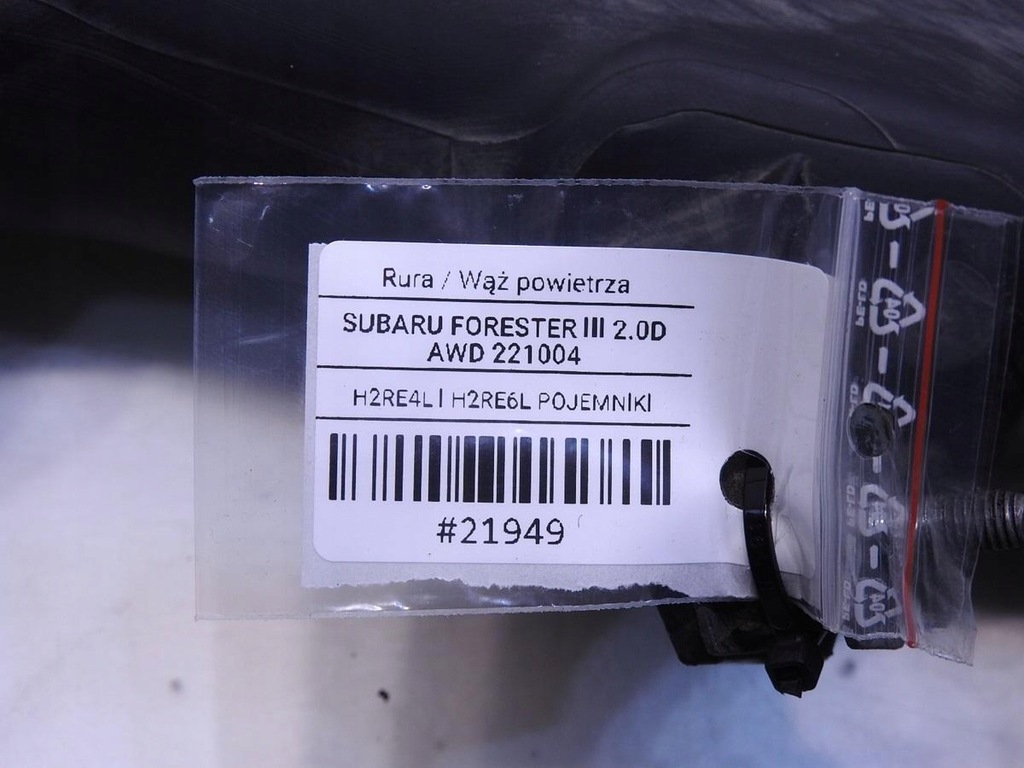 Rura / Wąż powietrza
SUBARU FORESTER III 2.0D
AWD 221004
H2RE4L | H2RE6L POJEMNIKI
#21949